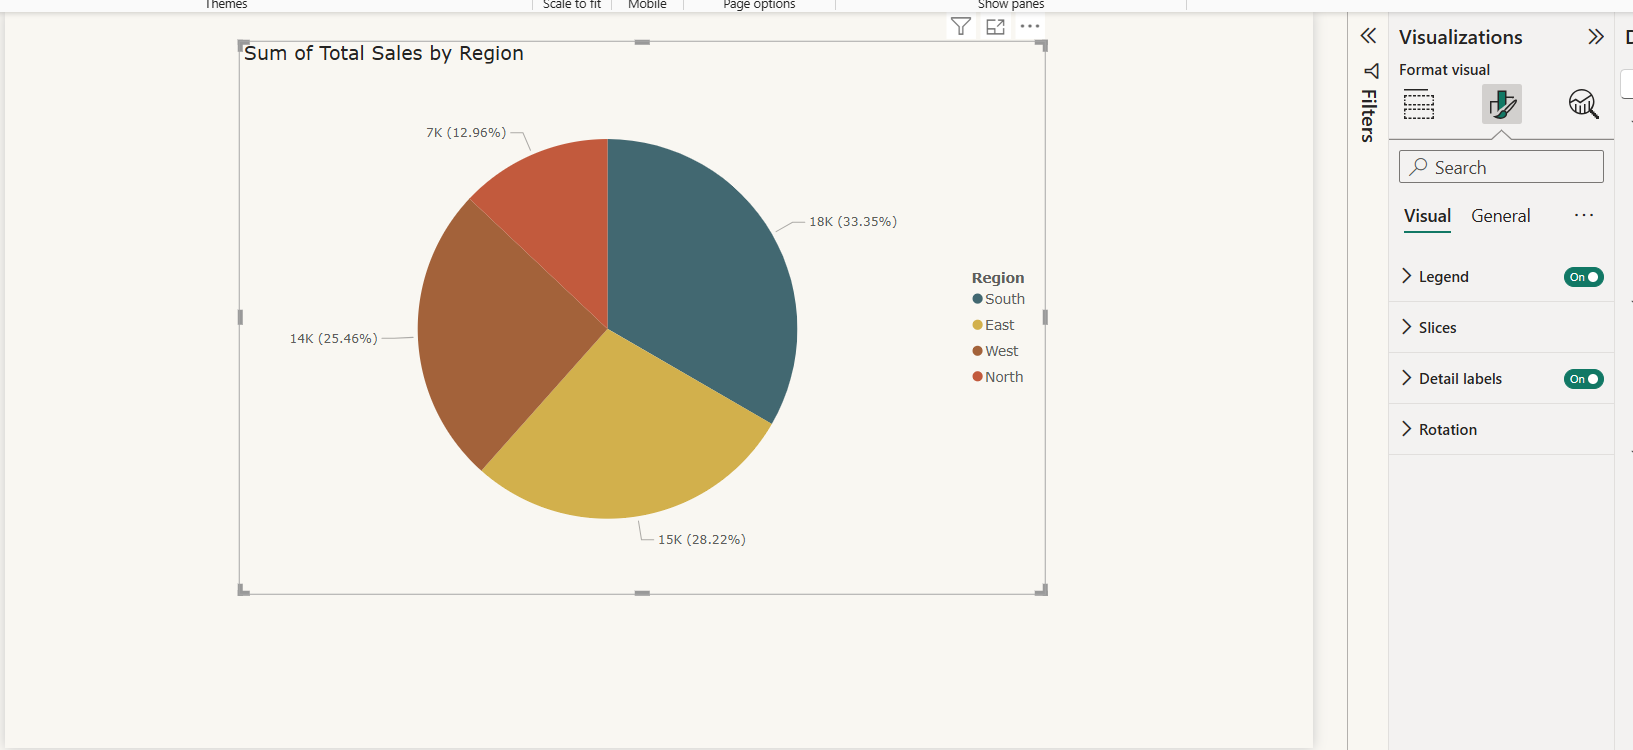 Themes
Scale to fit
Mobile
Page options
Show panes
Sum of Total Sales by Region
7K (12.96%)
18K (33.35%)
14K (25.46%)
15K (28.22%)
Region
South
East
West
North
Filters
Visualizations
Format visual
Search
Visual General
Legend On
Slices
Detail labels On
Rotation